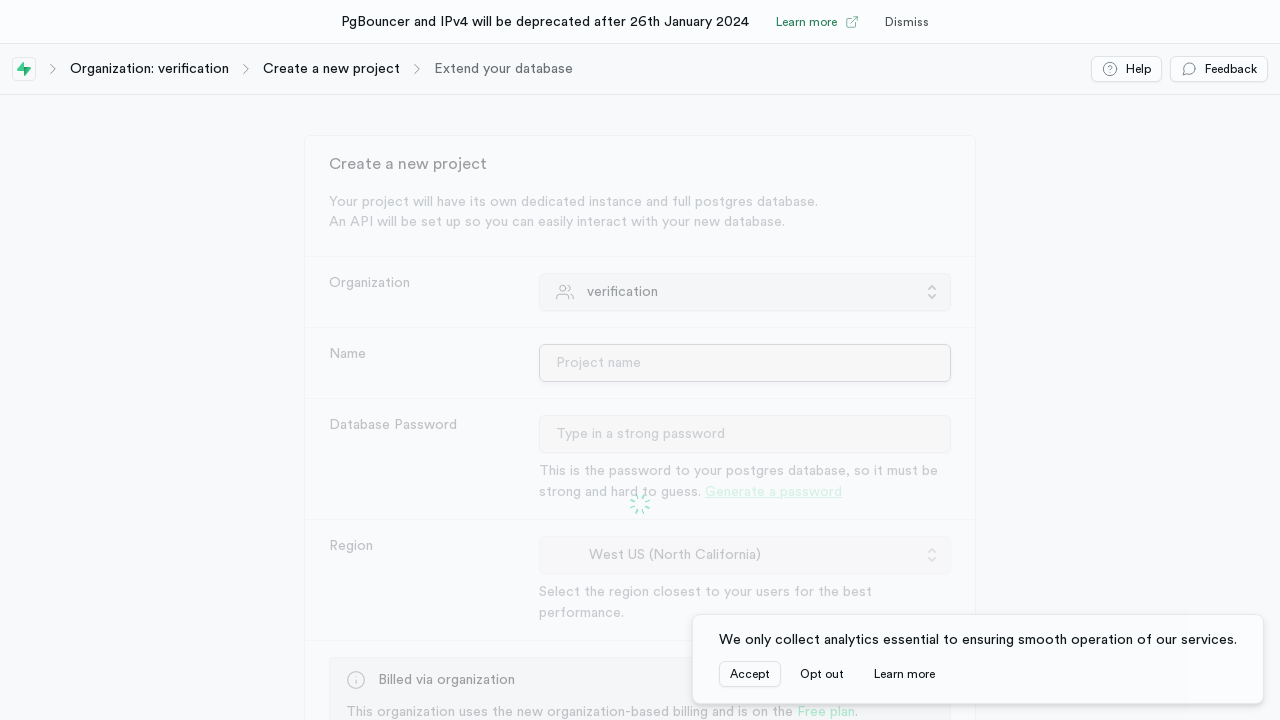 PgBouncer and IPv4 will be deprecated after 26th January 2024 Learn more Dismiss
Organization: verification Create a new project Extend your database Help Feedback
Create a new project
Your project will have its own dedicated instance and full postgres database.
An API will be set up so you can easily interact with your new database.
Organization verification
Name Project name
Database Password Type in a strong password
This is the password to your postgres database, so it must be
strong and hard to guess. Generate a password
Region West US (North California)
Select the region closest to your users for the best
performance.
We only collect analytics essential to ensuring smooth operation of our services.
Accept Opt out Learn more
Billed via organization
This organization uses the new organization-based billing and is on the Free plan.